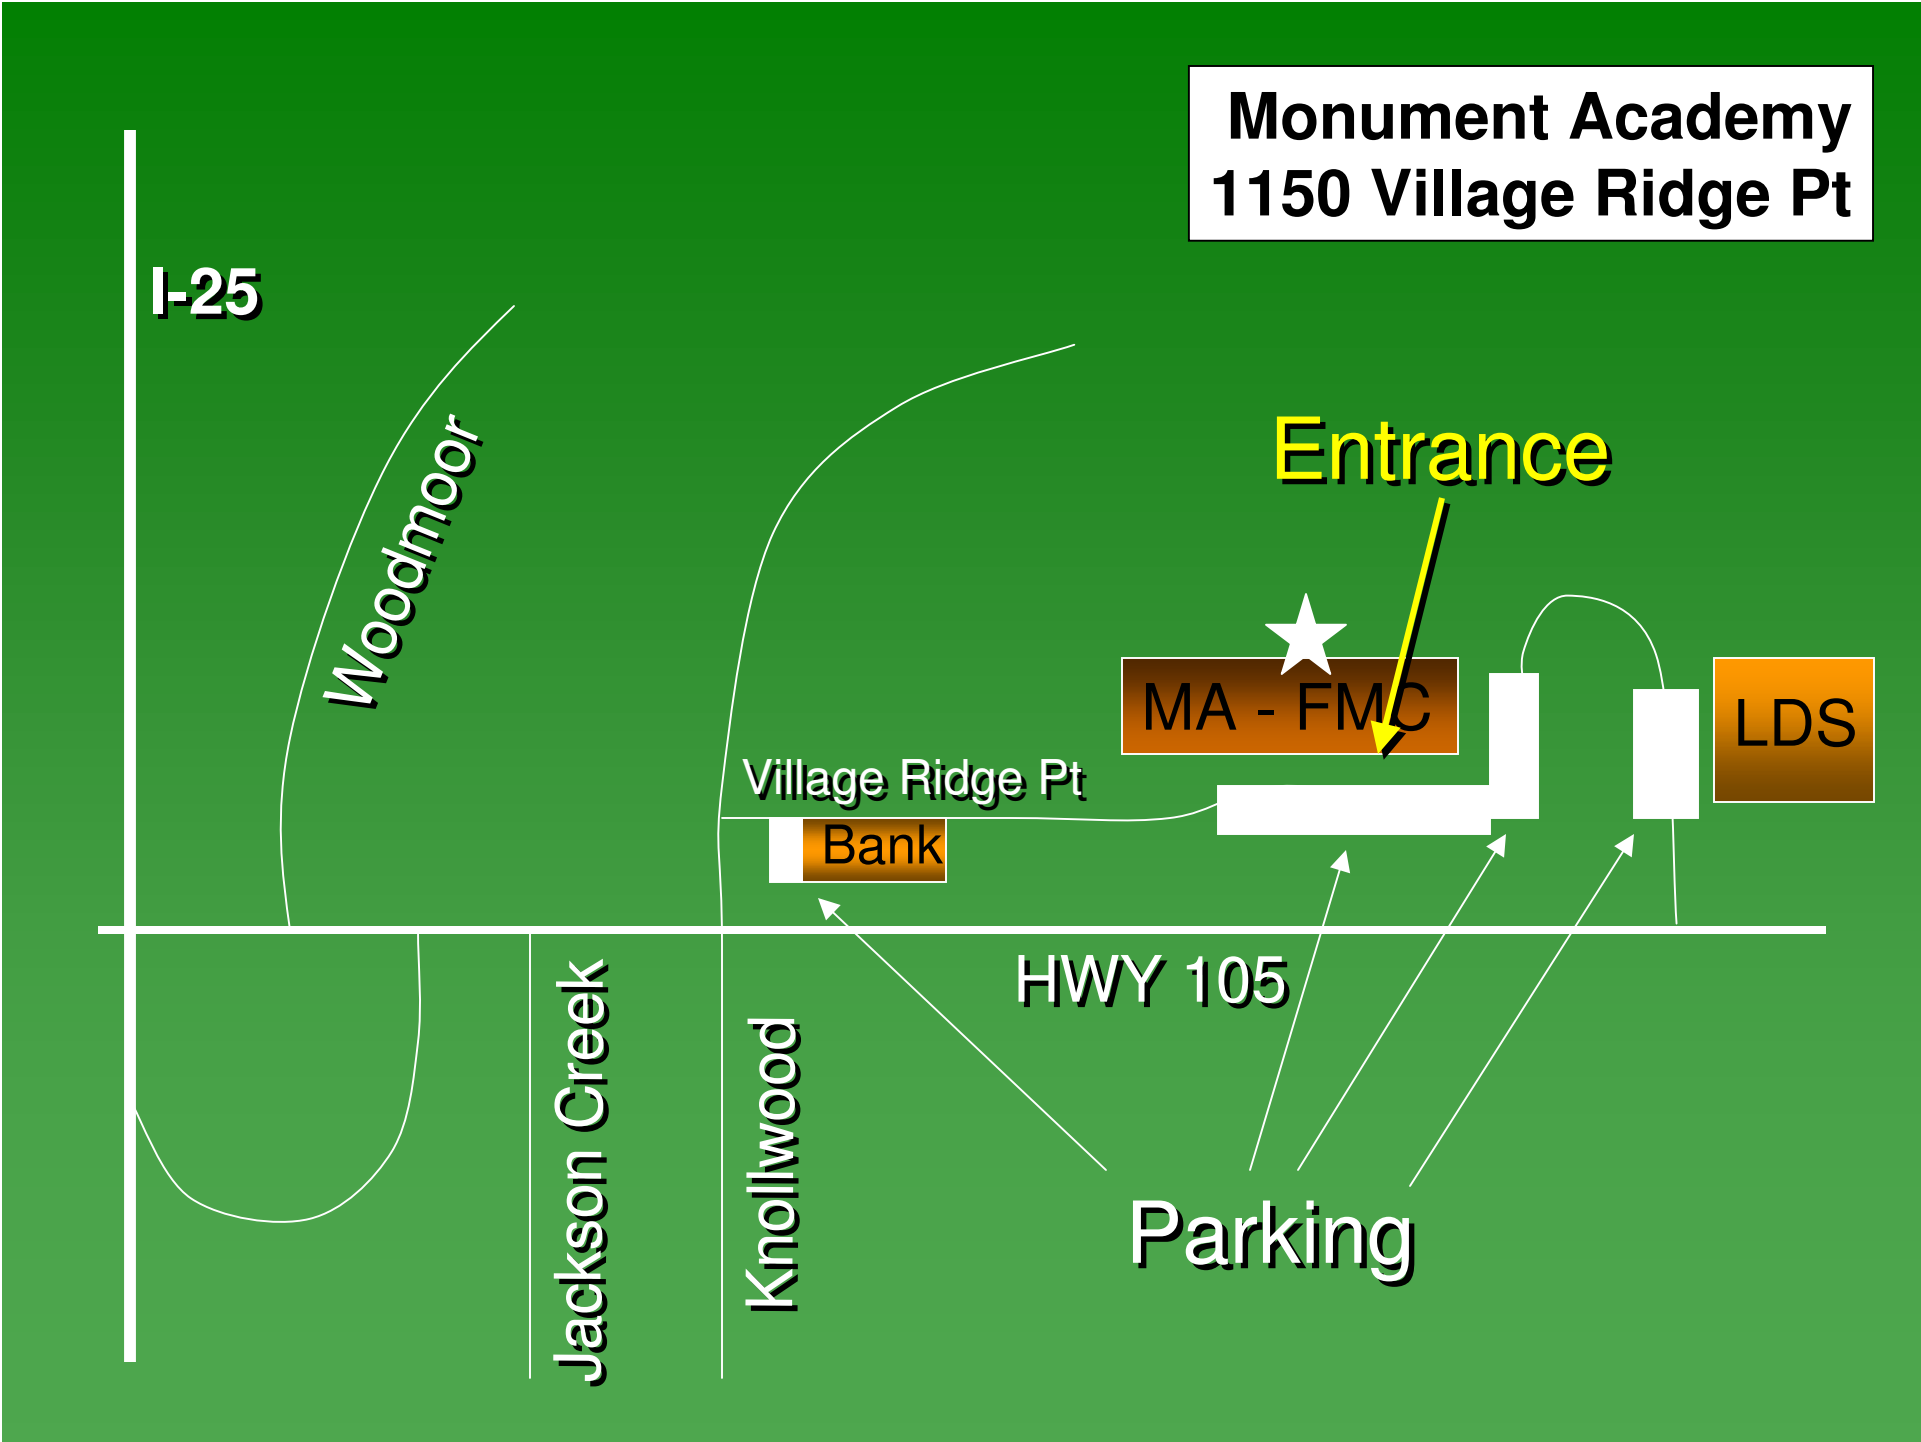 Monument Academy
1150 Village Ridge Pt
I-25
Woodmoor
Entrance
MA - FMC
LDS
Village Ridge Pt
Bank
HWY 105
Jackson Creek
Knollwood
Parking